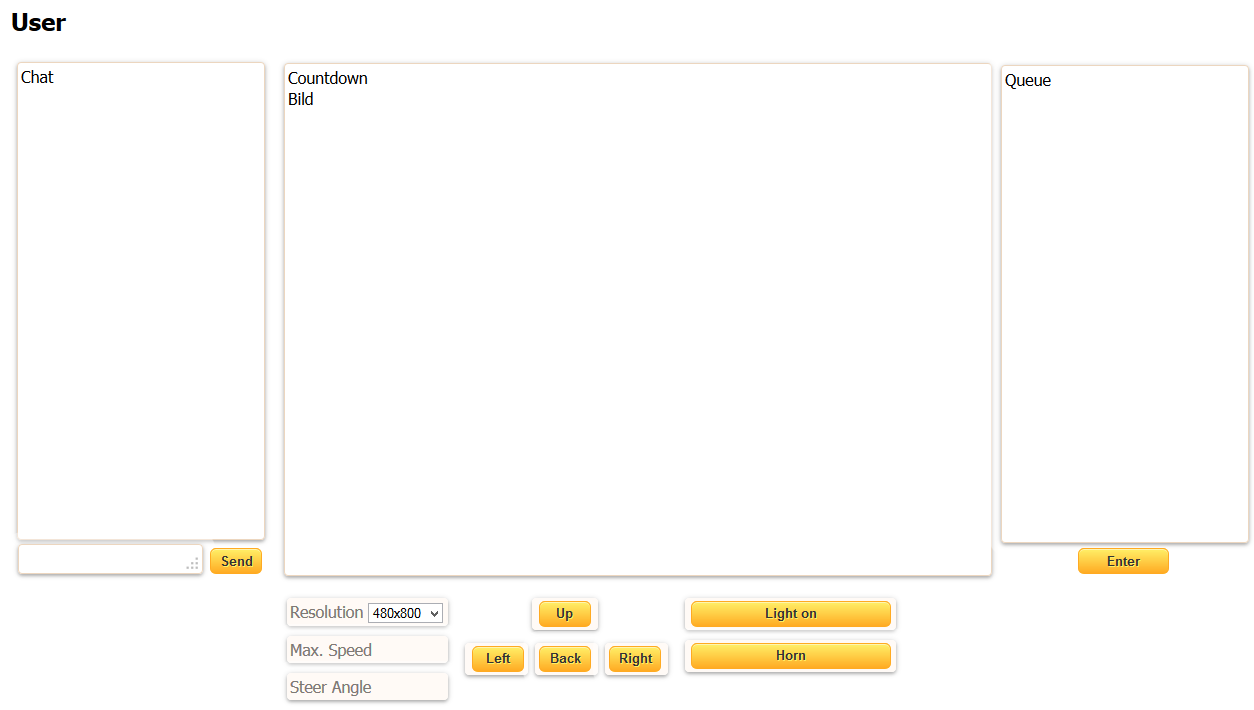 User
Chat
Countdown
Bild
Queue
Send
Enter
Resolution 480x800
Up
Light on
Max. Speed
Left
Back
Right
Horn
Steer Angle